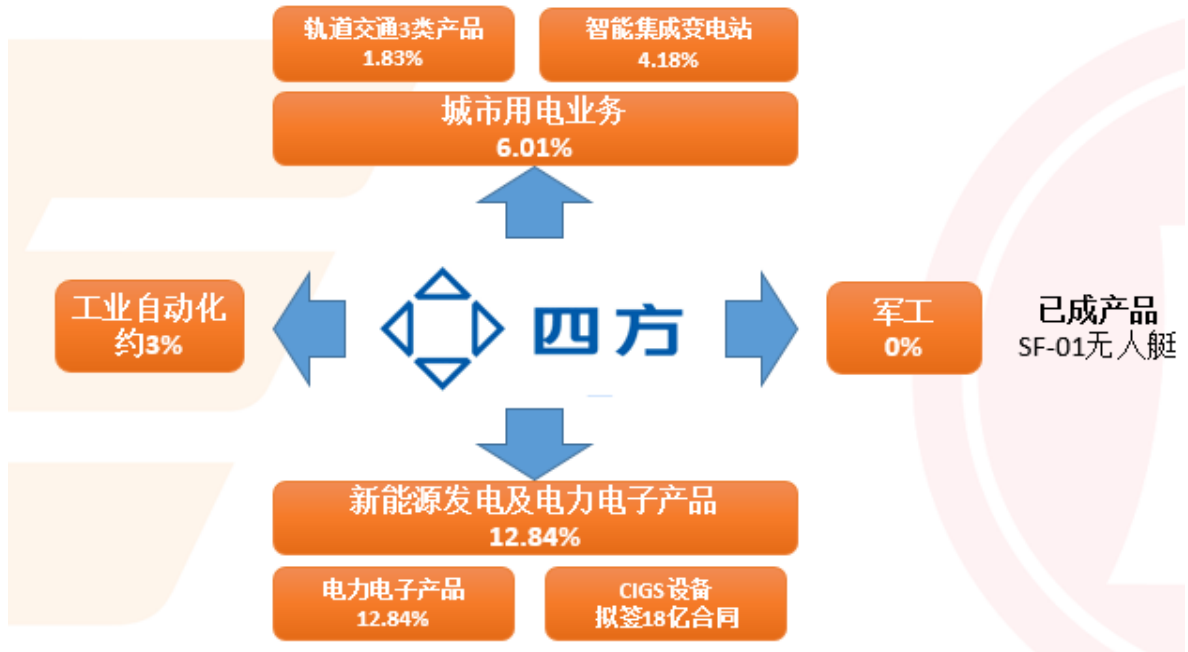 轨道交通3类产品
1.83%
智能集成变电站
4.18%
城市用电业务
6.01%
工业自动化
约3%
四方
军工
0%
已成产品
SF-01无人艇
新能源发电及电力电子产品
12.84%
电力电子产品
12.84%
CIGS设备
拟签18亿合同